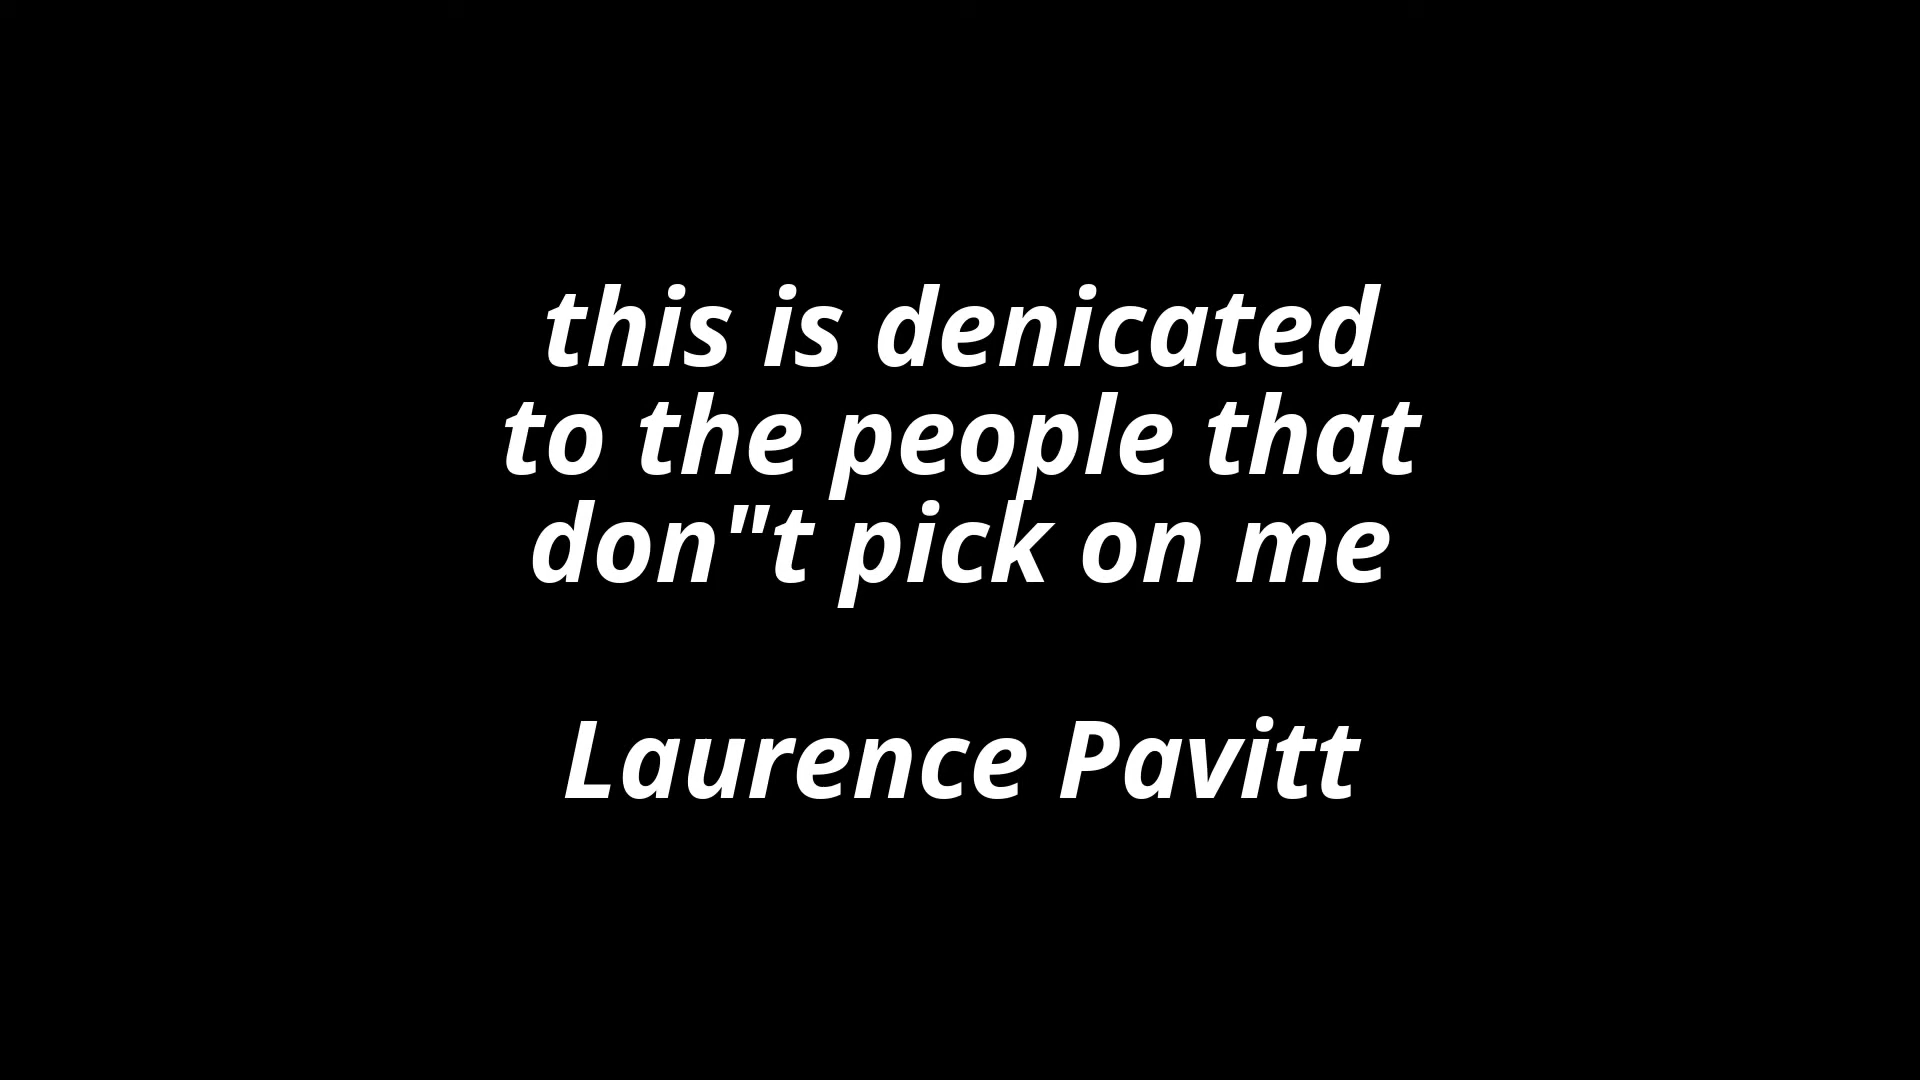 this is denicated
to the people that
don"t pick on me
Laurence Pavitt